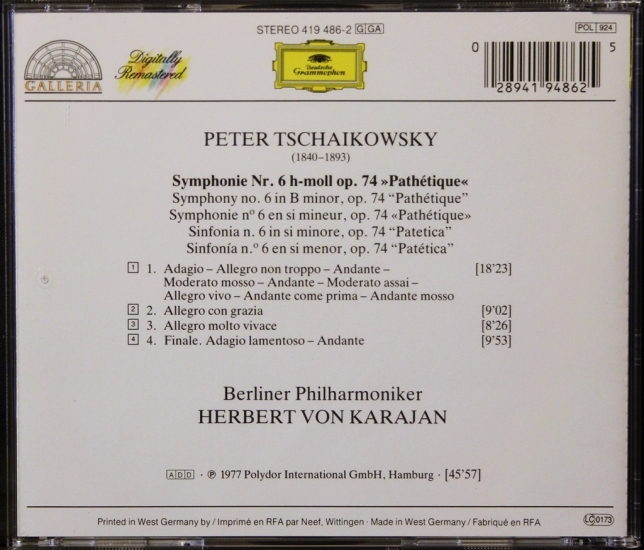 STEREO 419 486-2 G GA
POL 924
GALLERIA
Digitally
Remastered
Deutsche
Grammophon
0 28941 94862 5
PETER TSCHAIKOWSKY
(1840–1893)
Symphonie Nr. 6 h-moll op. 74 »Pathétique«
Symphony no. 6 in B minor, op. 74 “Pathétique”
Symphonie n° 6 en si mineur, op. 74 «Pathétique»
Sinfonia n. 6 in si minore, op. 74 “Patetica”
Sinfonía n.° 6 en si menor, op. 74 “Patética”
1 1. Adagio – Allegro non troppo – Andante – [18'23]
Moderato mosso – Andante – Moderato assai –
Allegro vivo – Andante come prima – Andante mosso
2 2. Allegro con grazia [9'02]
3 3. Allegro molto vivace [8'26]
4 4. Finale. Adagio lamentoso – Andante [9'53]
Berliner Philharmoniker
HERBERT VON KARAJAN
ADD · ℗ 1977 Polydor International GmbH, Hamburg · [45'57]
Printed in West Germany by / Imprimé en RFA par Neef, Wittingen · Made in West Germany / Fabriqué en RFA
LC 0173